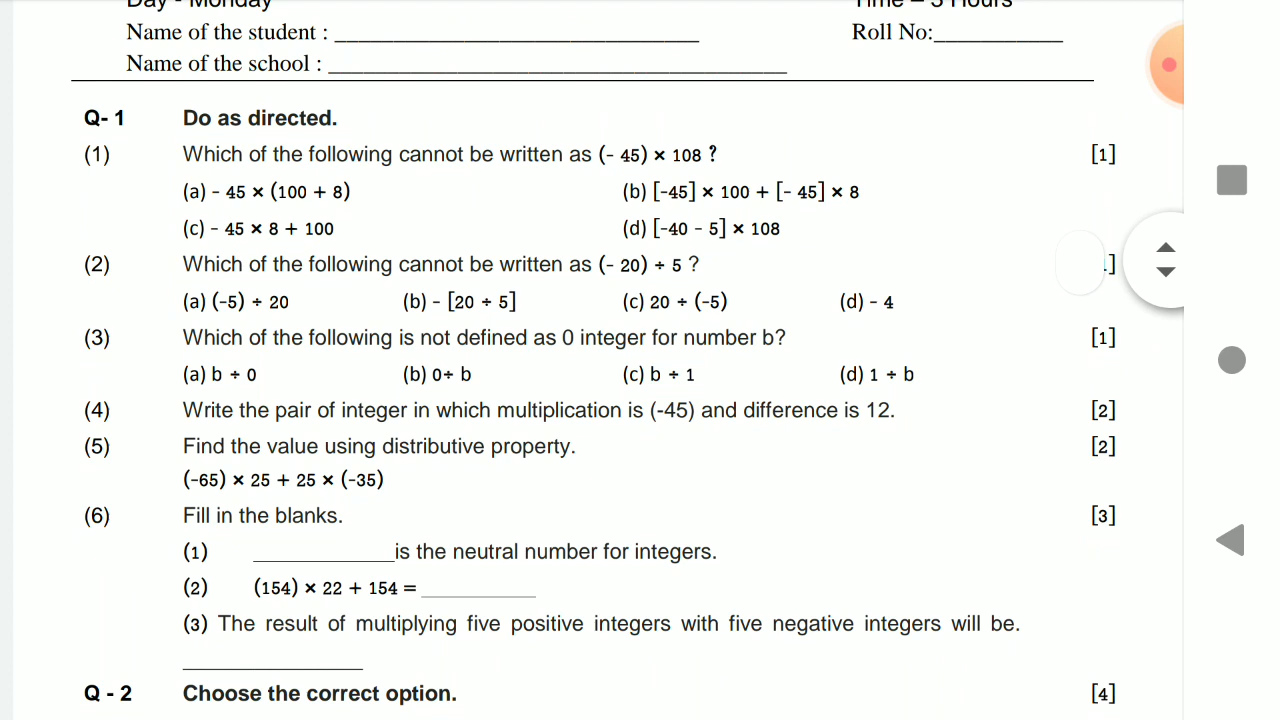 Day - Monday Time – 3 Hours
Name of the student : ______________________________ Roll No:___________
Name of the school : ______________________________________
Q- 1 Do as directed.
(1) Which of the following cannot be written as (- 45) × 108 ? [1]
(a) - 45 × (100 + 8) (b) [-45] × 100 + [- 45] × 8
(c) - 45 × 8 + 100 (d) [-40 - 5] × 108
(2) Which of the following cannot be written as (- 20) ÷ 5 ? ]
(a) (-5) ÷ 20 (b) - [20 ÷ 5] (c) 20 ÷ (-5) (d) - 4
(3) Which of the following is not defined as 0 integer for number b? [1]
(a) b ÷ 0 (b) 0÷ b (c) b ÷ 1 (d) 1 ÷ b
(4) Write the pair of integer in which multiplication is (-45) and difference is 12. [2]
(5) Find the value using distributive property. [2]
(-65) × 25 + 25 × (-35)
(6) Fill in the blanks. [3]
(1) ____________is the neutral number for integers.
(2) (154) × 22 + 154 = __________
(3) The result of multiplying five positive integers with five negative integers will be.
_______________
Q - 2 Choose the correct option. [4]